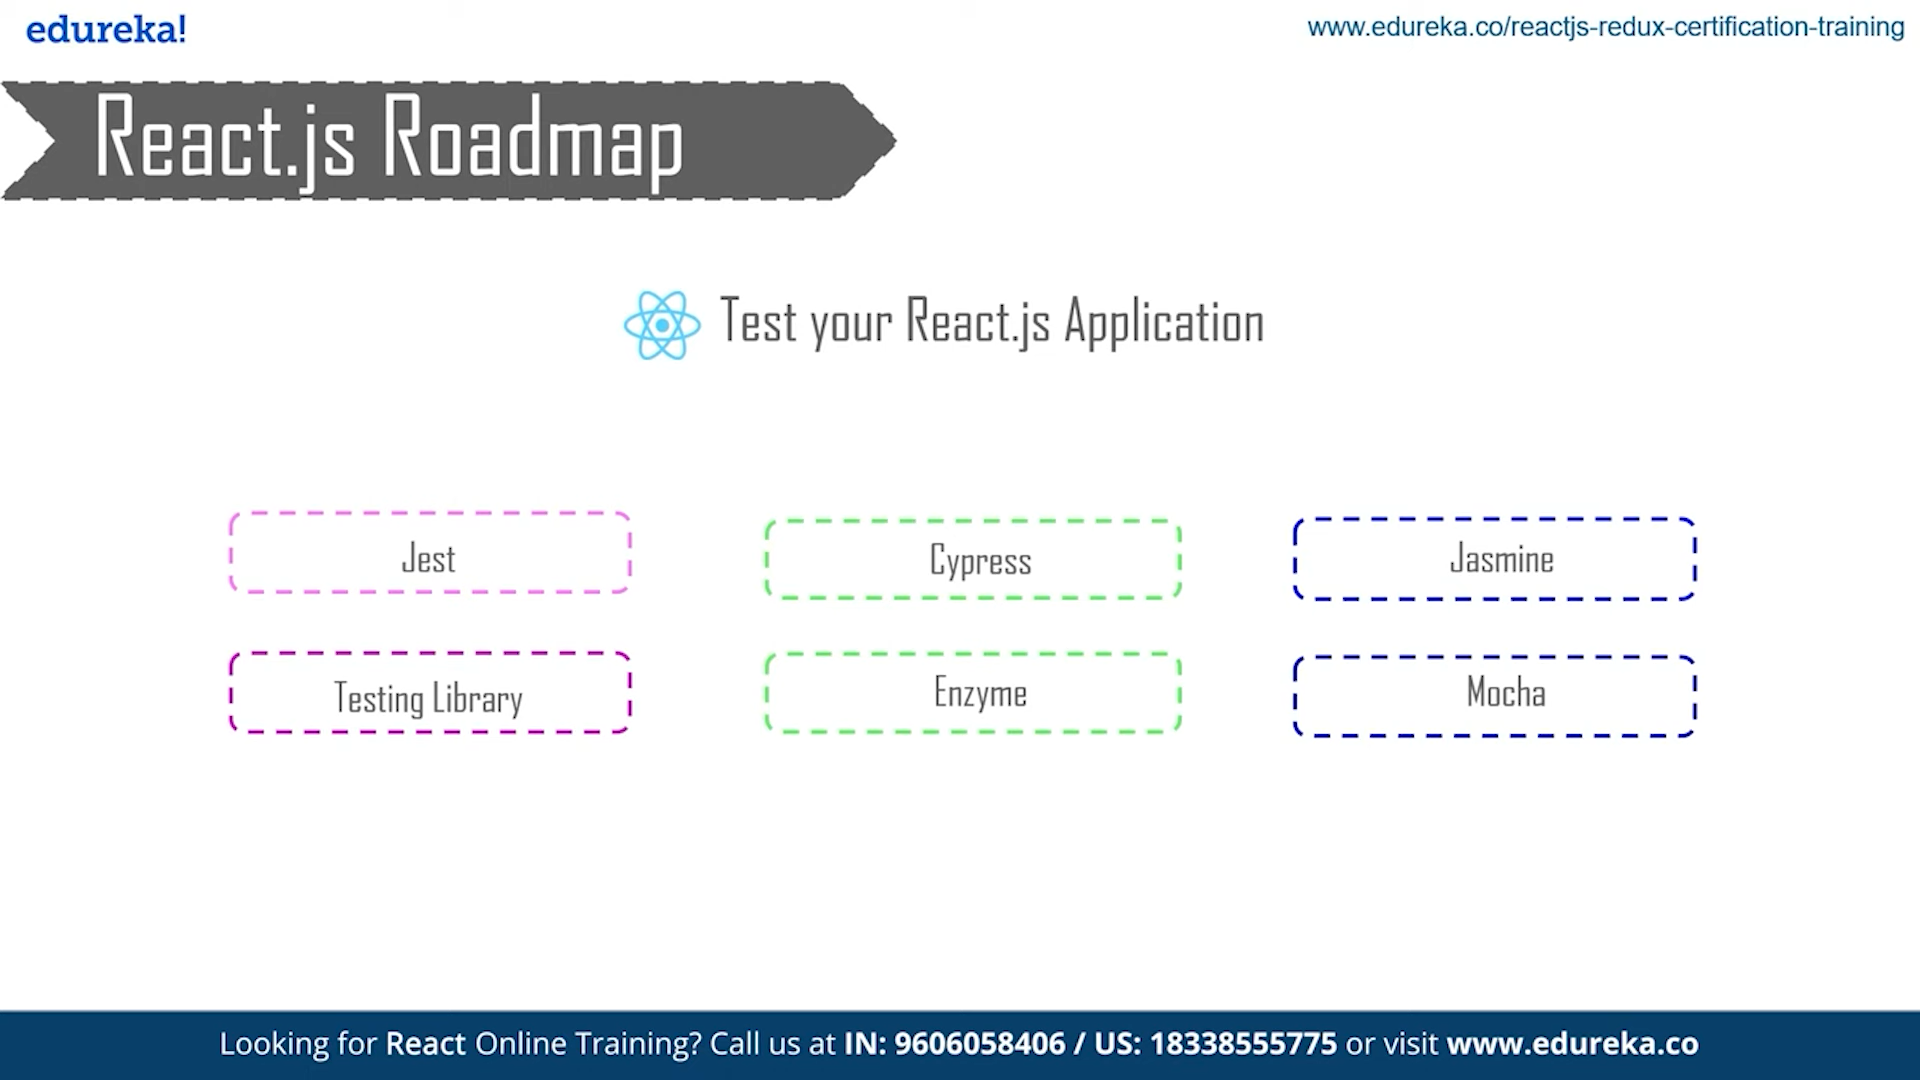 edureka!
www.edureka.co/reactjs-redux-certification-training
React.js Roadmap
Test your React.js Application
Jest
Cypress
Jasmine
Testing Library
Enzyme
Mocha
Looking for React Online Training? Call us at IN: 9606058406 / US: 18338555775 or visit www.edureka.co